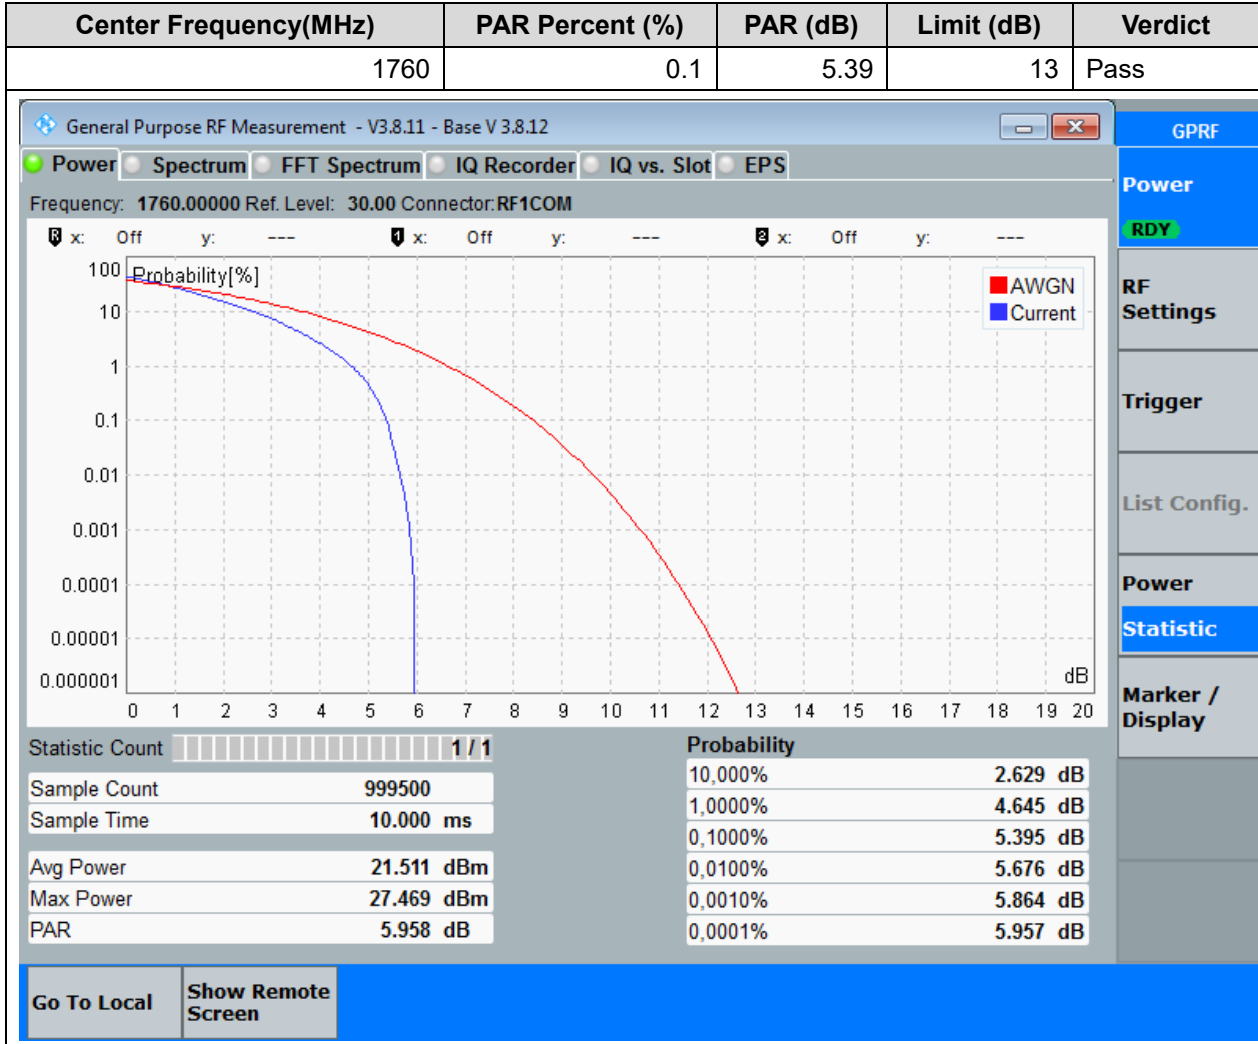 Center Frequency(MHz) PAR Percent (%) PAR (dB) Limit (dB) Verdict
1760 0.1 5.39 13 Pass
General Purpose RF Measurement - V3.8.11 - Base V 3.8.12
GPRF
Power Spectrum FFT Spectrum IQ Recorder IQ vs. Slot EPS
Frequency: 1760.00000 Ref. Level: 30.00 Connector:RF1COM
R x: Off y: --- 1 x: Off y: --- 2 x: Off y: ---
Probability[%]
AWGN
Current
100
10
1
0.1
0.01
0.001
0.0001
0.00001
0.000001
dB
0 1 2 3 4 5 6 7 8 9 10 11 12 13 14 15 16 17 18 19 20
Statistic Count 1 / 1
Sample Count 999500
Sample Time 10.000 ms
Avg Power 21.511 dBm
Max Power 27.469 dBm
PAR 5.958 dB
Probability
10,000% 2.629 dB
1,0000% 4.645 dB
0,1000% 5.395 dB
0,0100% 5.676 dB
0,0010% 5.864 dB
0,0001% 5.957 dB
Power
RDY
RF
Settings
Trigger
List Config.
Power
Statistic
Marker /
Display
Go To Local
Show Remote
Screen